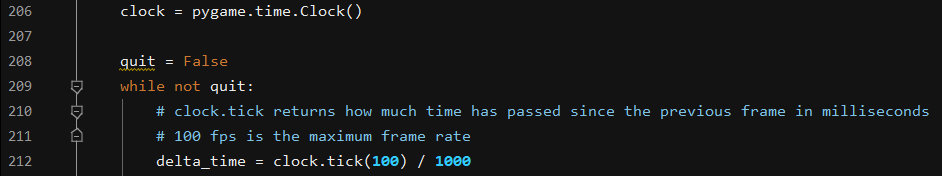 206 clock = pygame.time.Clock()
207
208 quit = False
209 while not quit:
210 # clock.tick returns how much time has passed since the previous frame in milliseconds
211 # 100 fps is the maximum frame rate
212 delta_time = clock.tick(100) / 1000